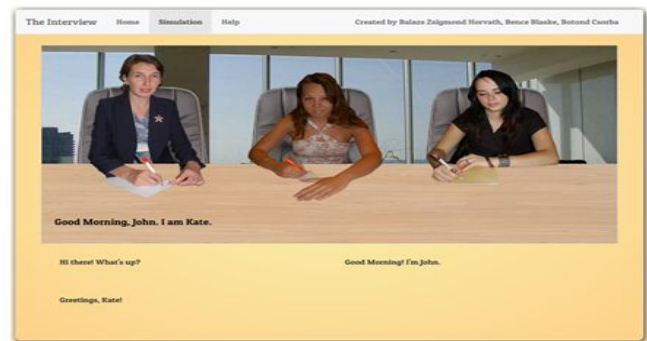 The Interview Home Simulation Help Created by Balazs Zsigmond Horvath, Bence Blaske, Botond Csorba
Good Morning, John. I am Kate.
Hi there! What's up? Good Morning! I'm John.
Greetings, Kate!